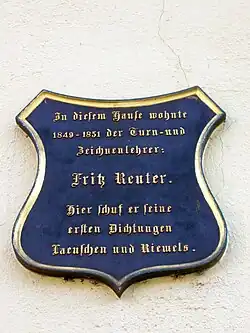 In diesem Hause wohnte
1849-1851 der Turn-und
Zeichenlehrer:
Fritz Reuter.
Hier schuf er seine
ersten Dichtungen
Laeuschen und Riemels.